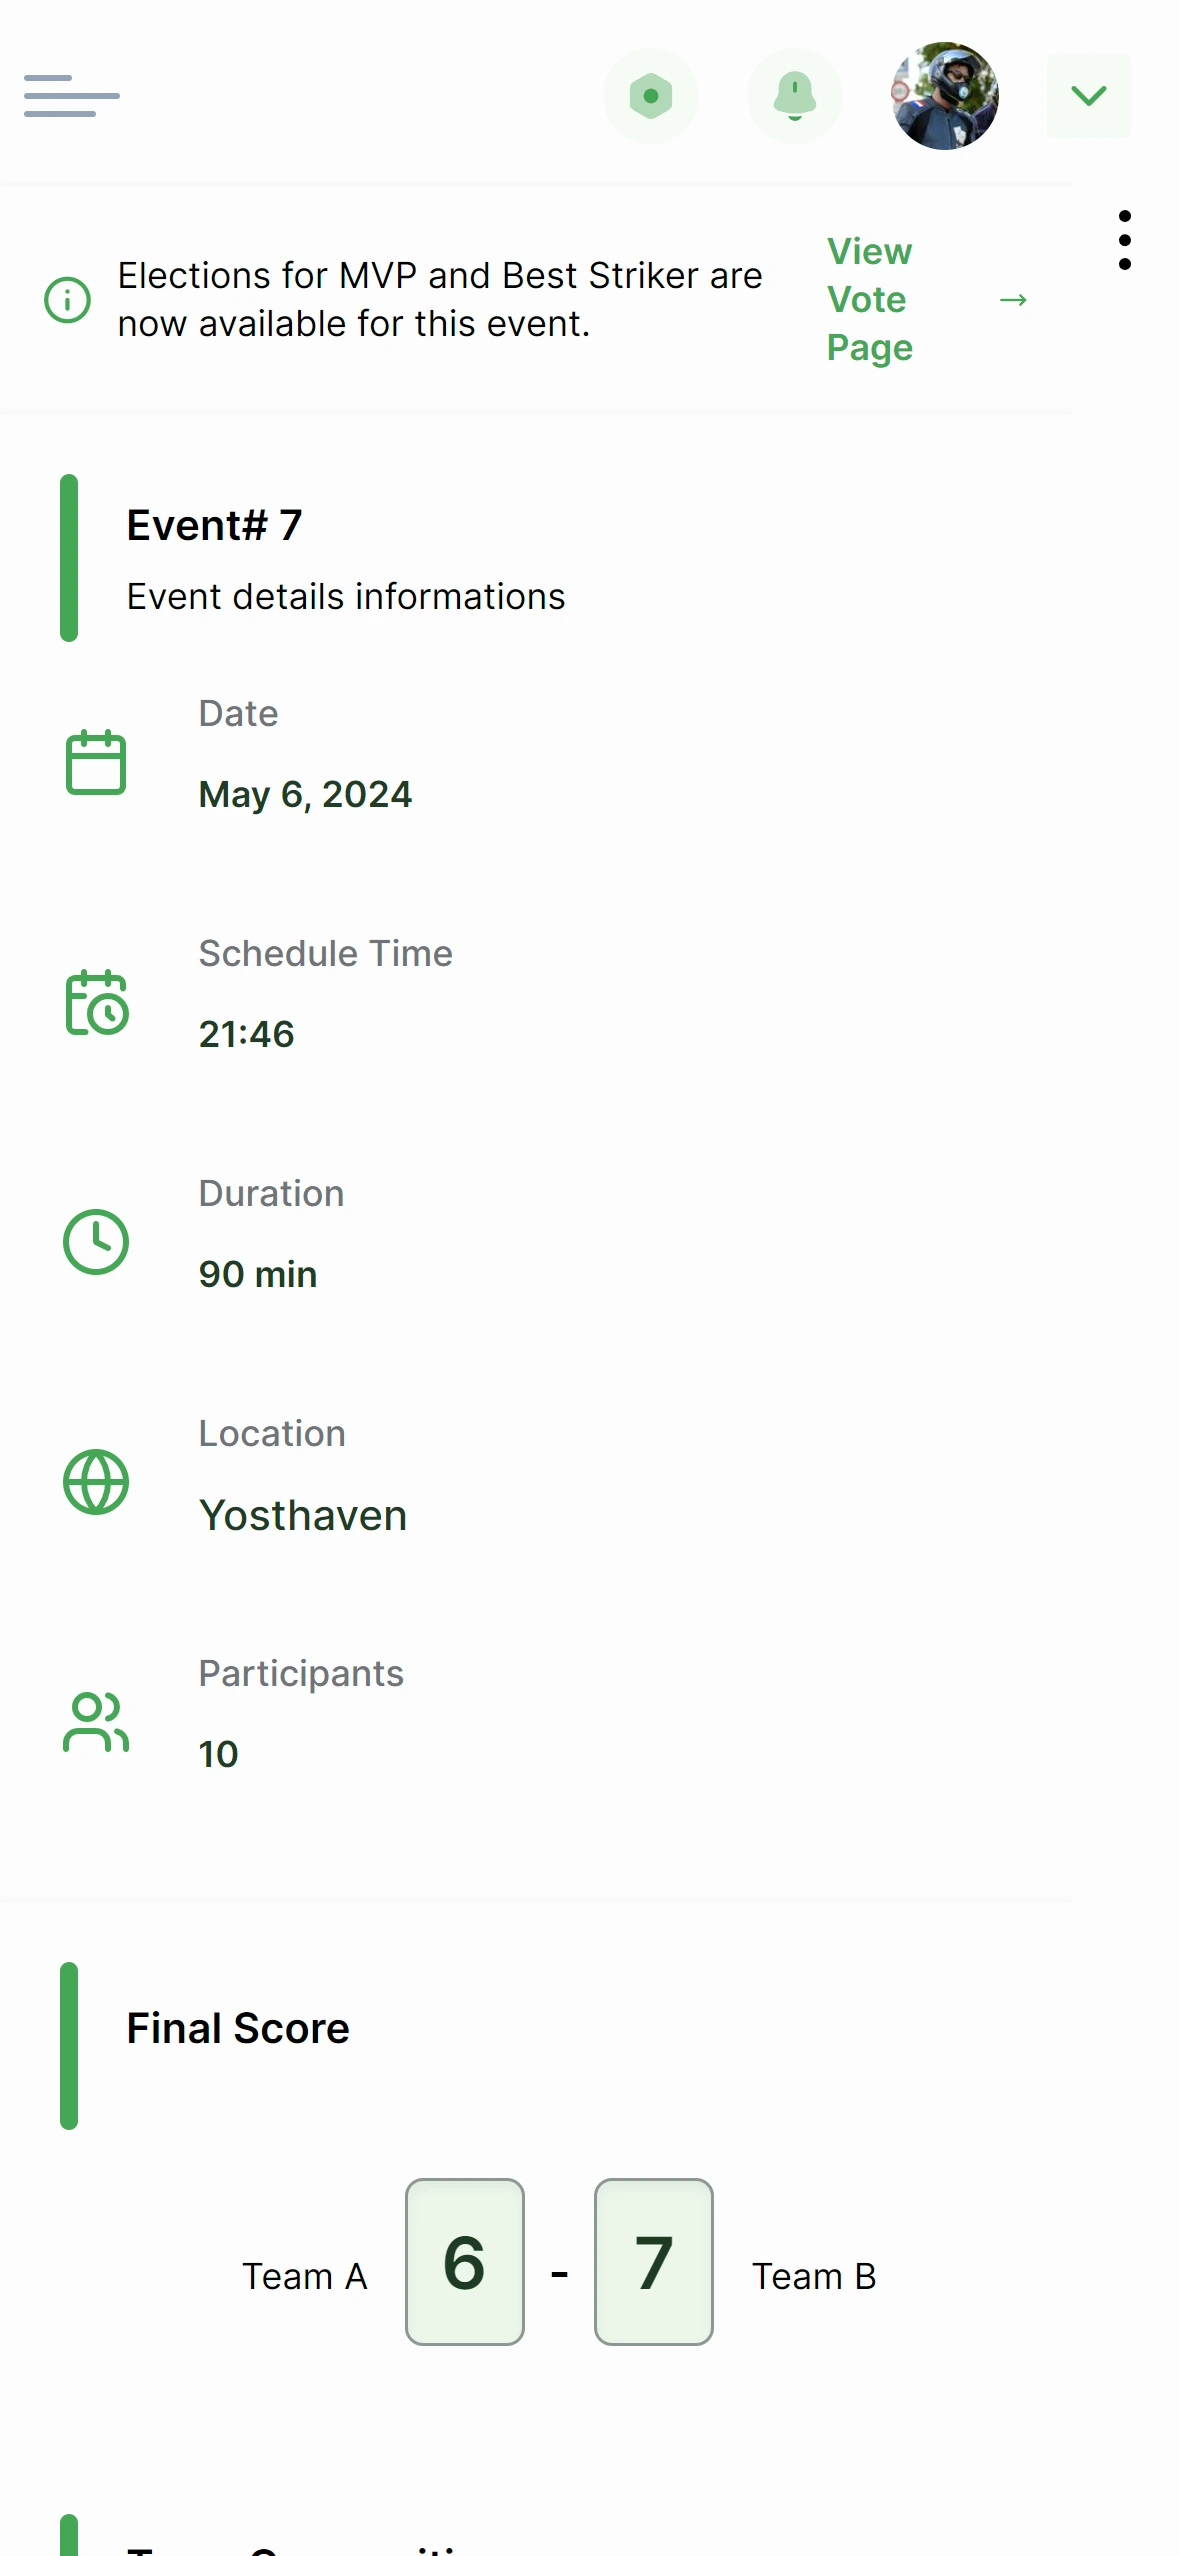 Elections for MVP and Best Striker are
now available for this event.
View
Vote
Page
Event# 7
Event details informations
Date
May 6, 2024
Schedule Time
21:46
Duration
90 min
Location
Yosthaven
Participants
10
Final Score
Team A 6 - 7 Team B